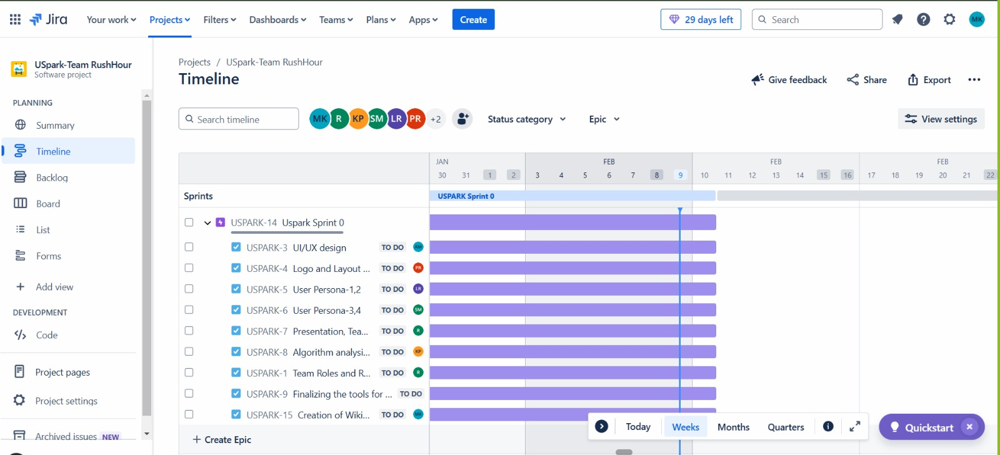 Jira Your work Projects Filters Dashboards Teams Plans Apps Create 29 days left Search MK
USpark-Team RushHour
Software project
PLANNING
Summary
Timeline
Backlog
Board
List
Forms
Add view
DEVELOPMENT
Code
Project pages
Project settings
Archived issues NEW
Projects / USpark-Team RushHour
Timeline
Give feedback Share Export
Search timeline MK R KP SM LR PR +2 Status category Epic View settings
JAN FEB FEB FEB
30 31 1 2 3 4 5 6 7 8 9 10 11 12 13 14 15 16 17 18 19 20 21 22
Sprints USPARK Sprint 0
USPARK-14 Uspark Sprint 0
USPARK-3 UI/UX design TO DO AM
USPARK-4 Logo and Layout ... TO DO PR
USPARK-5 User Persona-1,2 TO DO LR
USPARK-6 User Persona-3,4 TO DO SM
USPARK-7 Presentation, Tea... TO DO R
USPARK-8 Algorithm analysi... TO DO KP
USPARK-1 Team Roles and R... TO DO R
USPARK-9 Finalizing the tools for ... TO DO
USPARK-15 Creation of Wiki... TO DO MK
+ Create Epic
Today Weeks Months Quarters
Quickstart